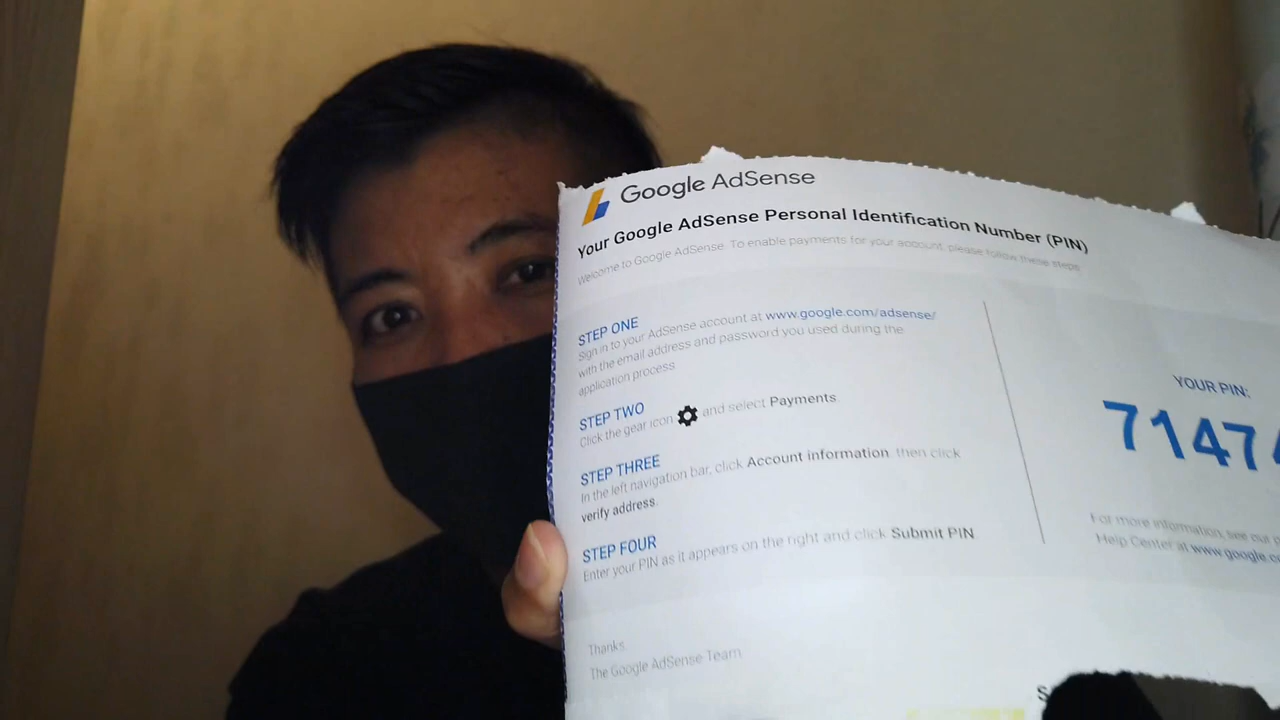 Google AdSense
Your Google AdSense Personal Identification Number (PIN)
Welcome to Google AdSense. To enable payments for your account, please follow these steps:
STEP ONE
Sign in to your AdSense account at www.google.com/adsense/
with the email address and password you used during the
application process
STEP TWO
Click the gear icon and select Payments.
STEP THREE
In the left navigation bar, click Account information, then click
verify address.
STEP FOUR
Enter your PIN as it appears on the right and click Submit PIN
YOUR PIN:
7147
For more information, see our
Help Center at www.google.co
Thanks,
The Google AdSense Team